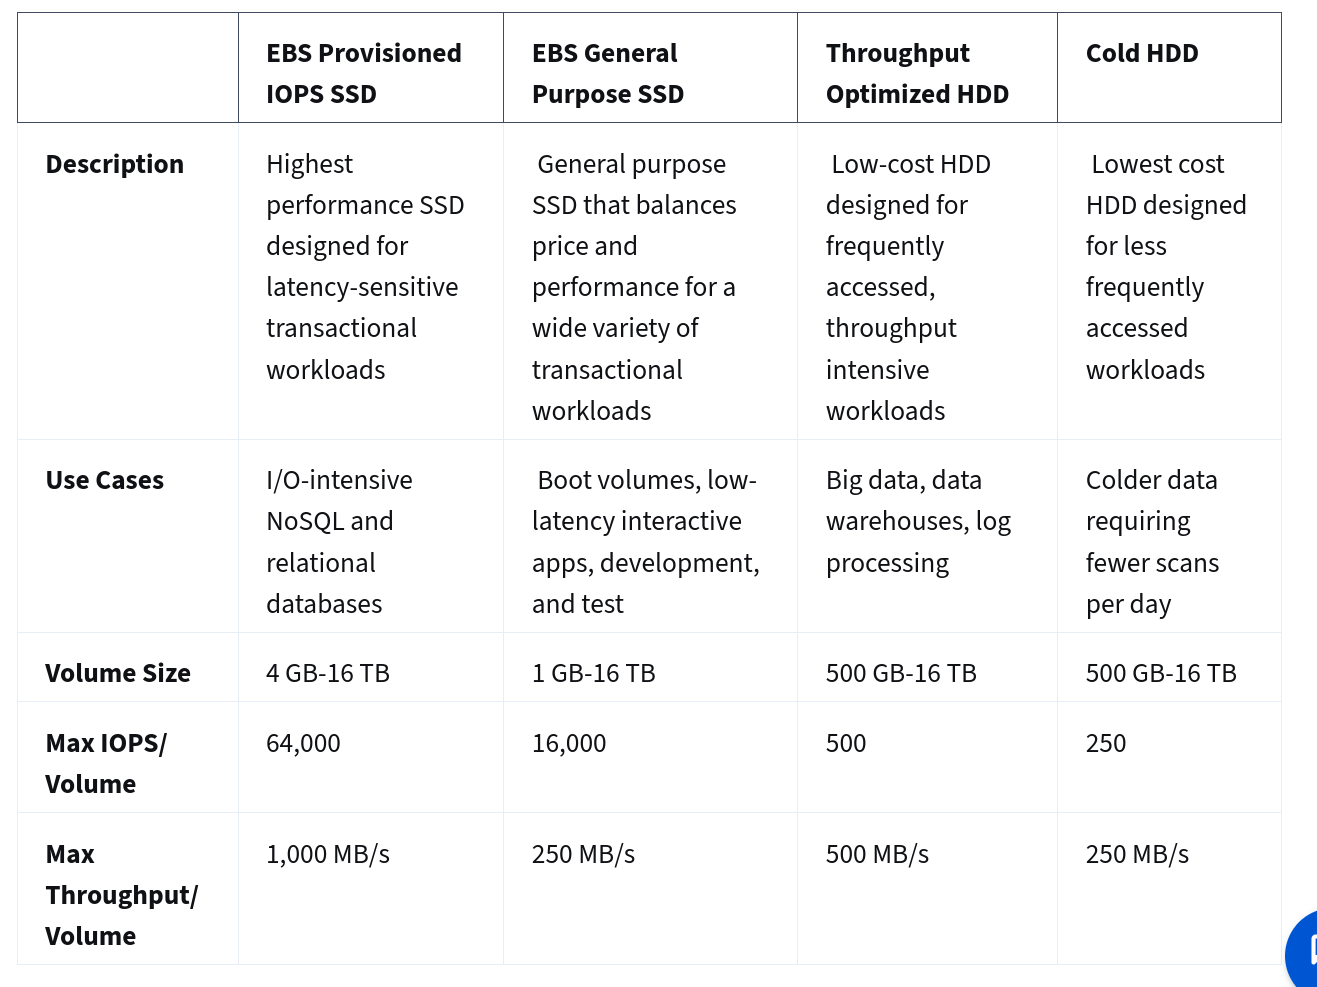 EBS Provisioned
IOPS SSD
EBS General
Purpose SSD
Throughput
Optimized HDD
Cold HDD
Description
Highest
performance SSD
designed for
latency-sensitive
transactional
workloads
General purpose
SSD that balances
price and
performance for a
wide variety of
transactional
workloads
Low-cost HDD
designed for
frequently
accessed,
throughput
intensive
workloads
Lowest cost
HDD designed
for less
frequently
accessed
workloads
Use Cases
I/O-intensive
NoSQL and
relational
databases
Boot volumes, low-
latency interactive
apps, development,
and test
Big data, data
warehouses, log
processing
Colder data
requiring
fewer scans
per day
Volume Size
4 GB-16 TB
1 GB-16 TB
500 GB-16 TB
500 GB-16 TB
Max IOPS/
Volume
64,000
16,000
500
250
Max
Throughput/
Volume
1,000 MB/s
250 MB/s
500 MB/s
250 MB/s